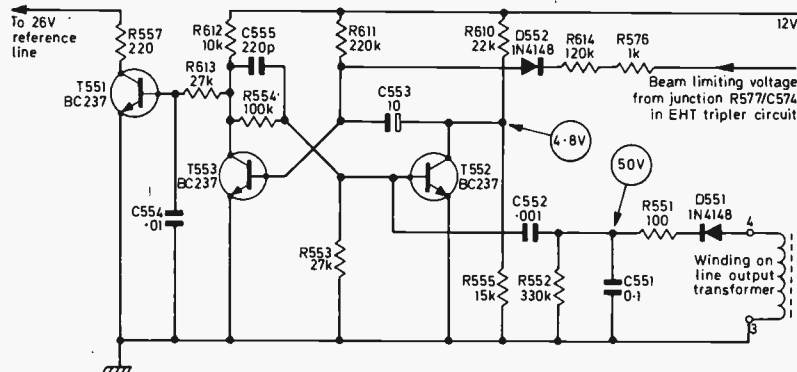 To 26V
reference
line
R557
220
T551
BC237
R613
27k
R612
10k
C555
220p
R554
100k
R611
220k
C553
10
R610
22k
D552
1N4148
R614
120k
R576
1k
12V
Beam limiting voltage
from junction R577/C574
in EHT tripler circuit
4·8V
T553
BC237
T552
BC237
C554
·01
R553
27k
C552
·001
50V
R551
100
D551
1N4148
4
Winding on
line output
transformer
3
R555
15k
R552
330k
C551
0·1